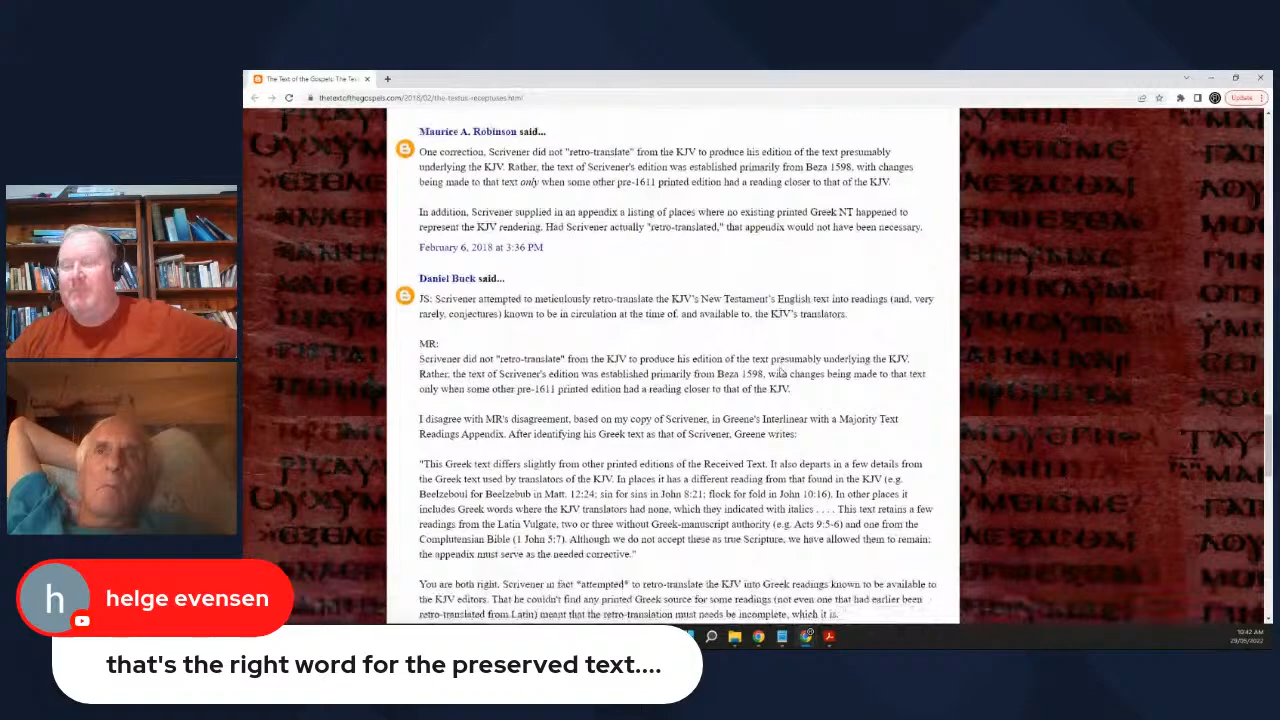 The Text of the Gospels: The Tex
thetextofthegospels.com/2018/02/the-textus-receptuses.html
Update
Maurice A. Robinson said...
One correction, Scrivener did not "retro-translate" from the KJV to produce his edition of the text presumably
underlying the KJV. Rather, the text of Scrivener's edition was established primarily from Beza 1598, with changes
being made to that text only when some other pre-1611 printed edition had a reading closer to that of the KJV.
In addition, Scrivener supplied in an appendix a listing of places where no existing printed Greek NT happened to
represent the KJV rendering. Had Scrivener actually "retro-translated," that appendix would not have been necessary.
February 6, 2018 at 3:36 PM
Daniel Buck said...
JS: Scrivener attempted to meticulously retro-translate the KJV's New Testament's English text into readings (and, very
rarely, conjectures) known to be in circulation at the time of, and available to, the KJV's translators.
MR:
Scrivener did not "retro-translate" from the KJV to produce his edition of the text presumably underlying the KJV.
Rather, the text of Scrivener's edition was established primarily from Beza 1598, with changes being made to that text
only when some other pre-1611 printed edition had a reading closer to that of the KJV.
I disagree with MR's disagreement, based on my copy of Scrivener, in Greene's Interlinear with a Majority Text
Readings Appendix. After identifying his Greek text as that of Scrivener, Greene writes:
"This Greek text differs slightly from other printed editions of the Received Text. It also departs in a few details from
the Greek text used by translators of the KJV. In places it has a different reading from that found in the KJV (e.g.
Beelzeboul for Beelzebub in Matt. 12:24; sin for sins in John 8:21; flock for fold in John 10:16). In other places it
includes Greek words where the KJV translators had none, which they indicated with italics . . . . This text retains a few
readings from the Latin Vulgate, two or three without Greek-manuscript authority (e.g. Acts 9:5-6) and one from the
Complutensian Bible (1 John 5:7). Although we do not accept these as true Scripture, we have allowed them to remain;
the appendix must serve as the needed corrective."
You are both right. Scrivener in fact *attempted* to retro-translate the KJV into Greek readings known to be available to
the KJV editors. That he couldn't find any printed Greek source for some readings (not even one that had earlier been
retro-translated from Latin) meant that the retro-translation must needs be incomplete, which it is.
10:42 AM
h
helge evensen
that's the right word for the preserved text....